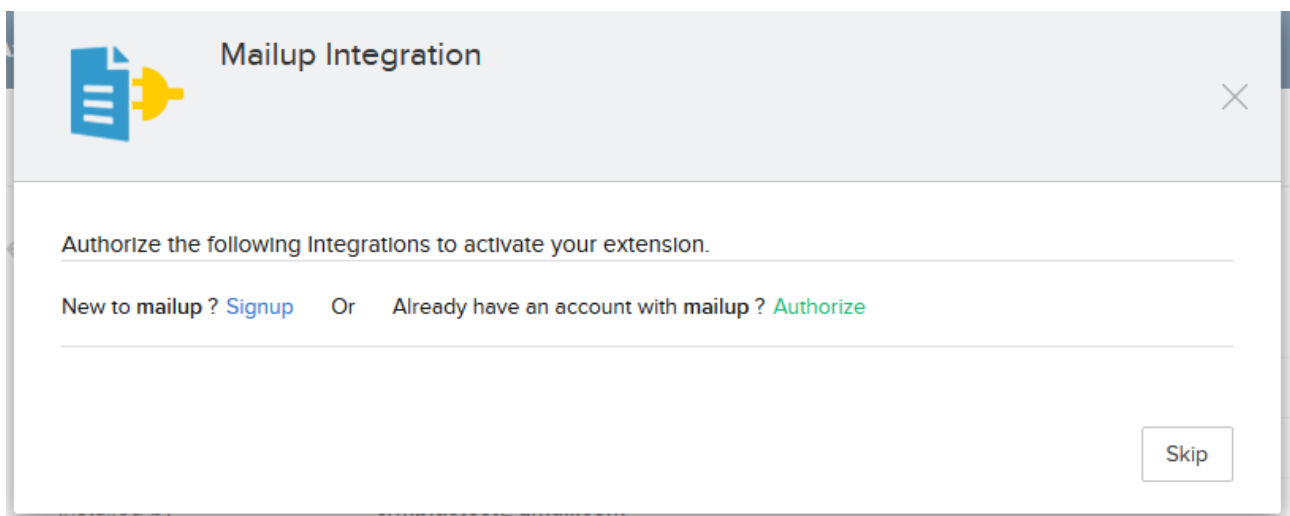 Mailup Integration
Authorize the following Integrations to activate your extension.
New to mailup ? Signup Or Already have an account with mailup ? Authorize
Skip